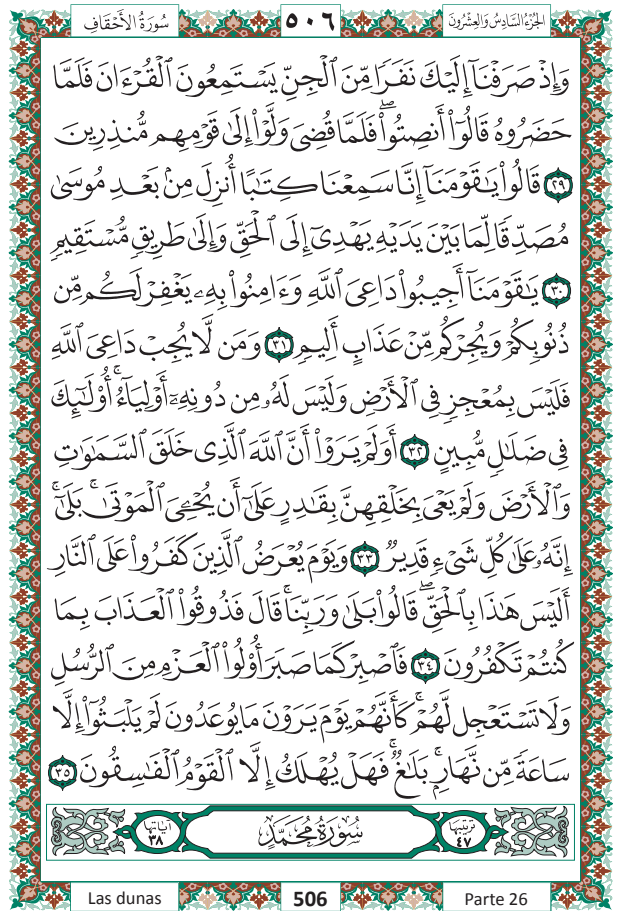 سُورَةُ الْأَحْقَافِ ٥٠٦ الجُزْءُ السَّادِسُ وَالعِشْرُونَ
وَإِذْ صَرَفْنَآ إِلَيْكَ نَفَرًا مِّنَ ٱلْجِنِّ يَسْتَمِعُونَ ٱلْقُرْءَانَ فَلَمَّا
حَضَرُوهُ قَالُوٓا۟ أَنصِتُوا۟ ۖ فَلَمَّا قُضِىَ وَلَّوْا۟ إِلَىٰ قَوْمِهِم مُّنذِرِينَ
٢٩ قَالُوا۟ يَـٰقَوْمَنَآ إِنَّا سَمِعْنَا كِتَـٰبًا أُنزِلَ مِنۢ بَعْدِ مُوسَىٰ
مُصَدِّقًا لِّمَا بَيْنَ يَدَيْهِ يَهْدِىٓ إِلَى ٱلْحَقِّ وَإِلَىٰ طَرِيقٍ مُّسْتَقِيمٍ
٣٠ يَـٰقَوْمَنَآ أَجِيبُوا۟ دَاعِىَ ٱللَّهِ وَءَامِنُوا۟ بِهِۦ يَغْفِرْ لَكُم مِّن
ذُنُوبِكُمْ وَيُجِرْكُم مِّنْ عَذَابٍ أَلِيمٍ ٣١ وَمَن لَّا يُجِبْ دَاعِىَ ٱللَّهِ
فَلَيْسَ بِمُعْجِزٍ فِى ٱلْأَرْضِ وَلَيْسَ لَهُۥ مِن دُونِهِۦٓ أَوْلِيَآءُ ۚ أُو۟لَـٰٓئِكَ
فِى ضَلَـٰلٍ مُّبِينٍ ٣٢ أَوَلَمْ يَرَوْا۟ أَنَّ ٱللَّهَ ٱلَّذِى خَلَقَ ٱلسَّمَـٰوَٰتِ
وَٱلْأَرْضَ وَلَمْ يَعْىَ بِخَلْقِهِنَّ بِقَـٰدِرٍ عَلَىٰٓ أَن يُحْـِۧىَ ٱلْمَوْتَىٰ ۚ بَلَىٰٓ
إِنَّهُۥ عَلَىٰ كُلِّ شَىْءٍ قَدِيرٌ ٣٣ وَيَوْمَ يُعْرَضُ ٱلَّذِينَ كَفَرُوا۟ عَلَى ٱلنَّارِ
أَلَيْسَ هَـٰذَا بِٱلْحَقِّ ۖ قَالُوا۟ بَلَىٰ وَرَبِّنَا ۚ قَالَ فَذُوقُوا۟ ٱلْعَذَابَ بِمَا
كُنتُمْ تَكْفُرُونَ ٣٤ فَٱصْبِرْ كَمَا صَبَرَ أُو۟لُوا۟ ٱلْعَزْمِ مِنَ ٱلرُّسُلِ
وَلَا تَسْتَعْجِل لَّهُمْ ۚ كَأَنَّهُمْ يَوْمَ يَرَوْنَ مَا يُوعَدُونَ لَمْ يَلْبَثُوٓا۟ إِلَّا
سَاعَةً مِّن نَّهَارٍۭ ۚ بَلَـٰغٌ ۚ فَهَلْ يُهْلَكُ إِلَّا ٱلْقَوْمُ ٱلْفَـٰسِقُونَ ٣٥
ترتيبها ٤٧ سُورَةُ مُحَمَّدٍ آياتها ٣٨
Las dunas 506 Parte 26